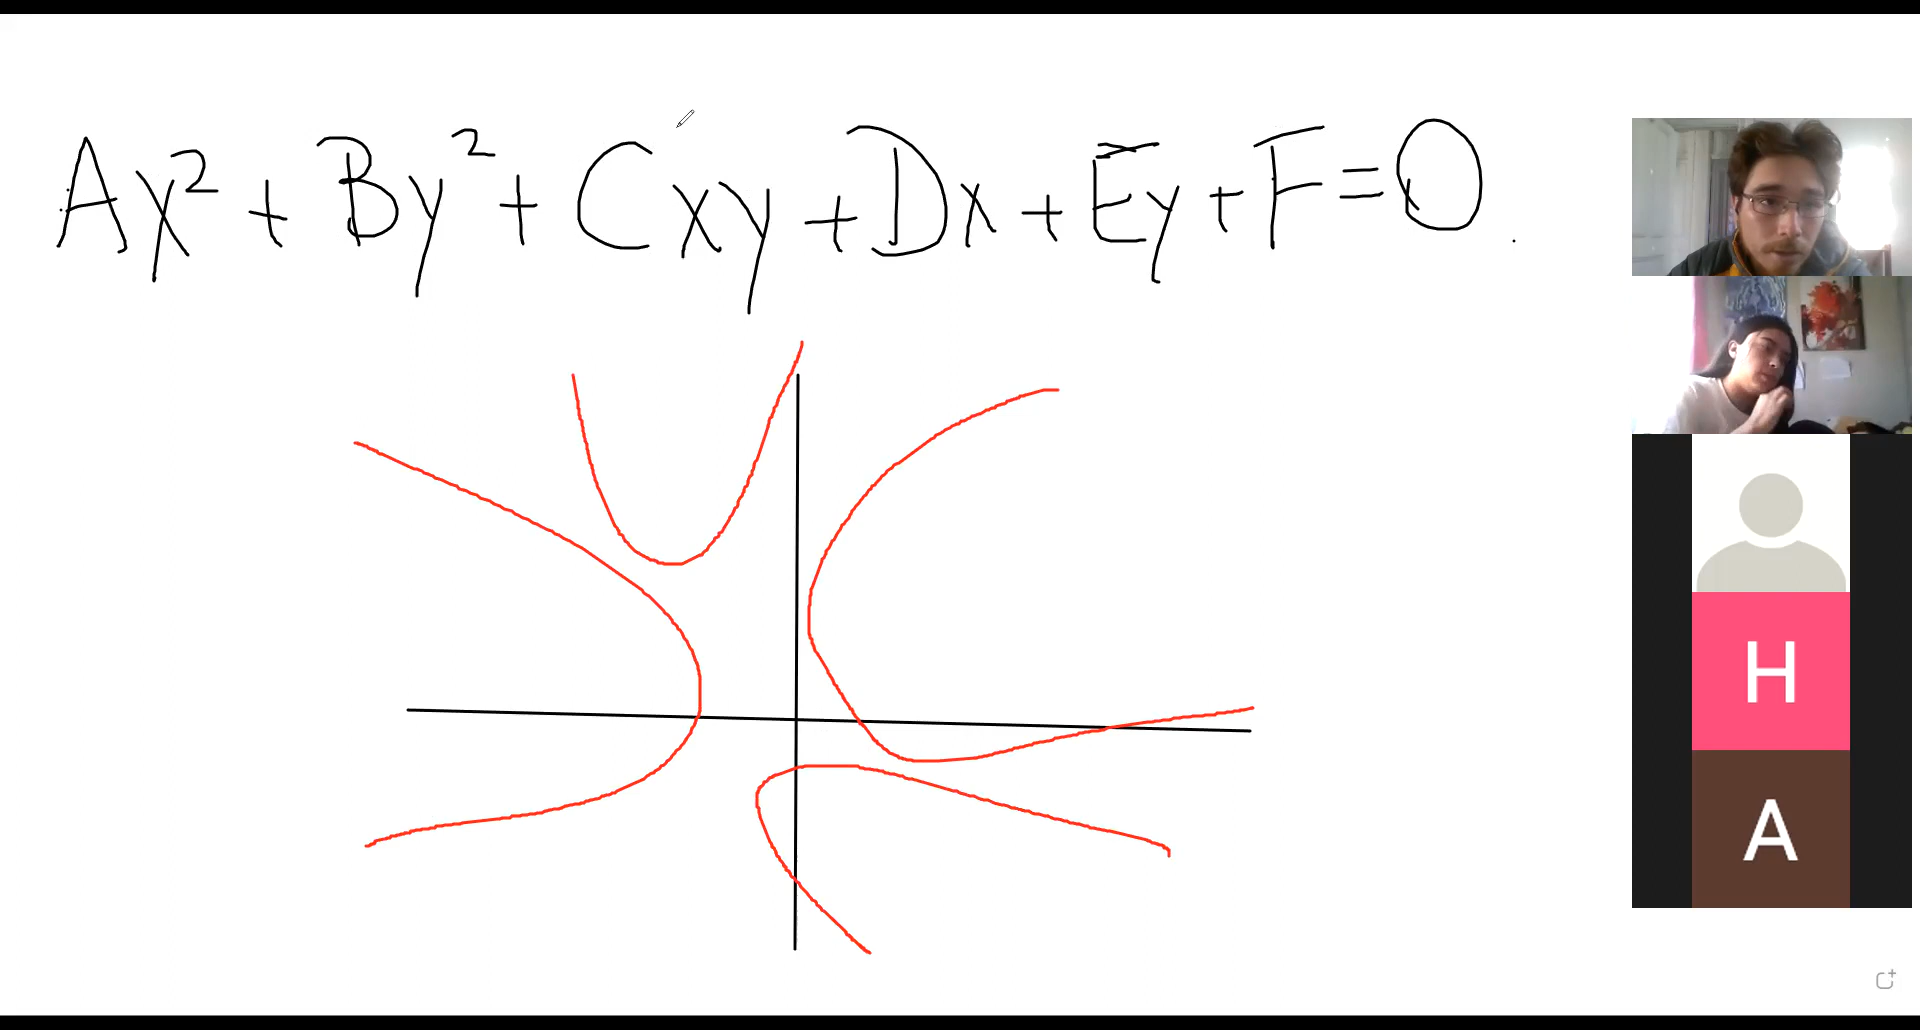 Ax² + By² + Cxy + Dx + Ey + F = 0.
H
A